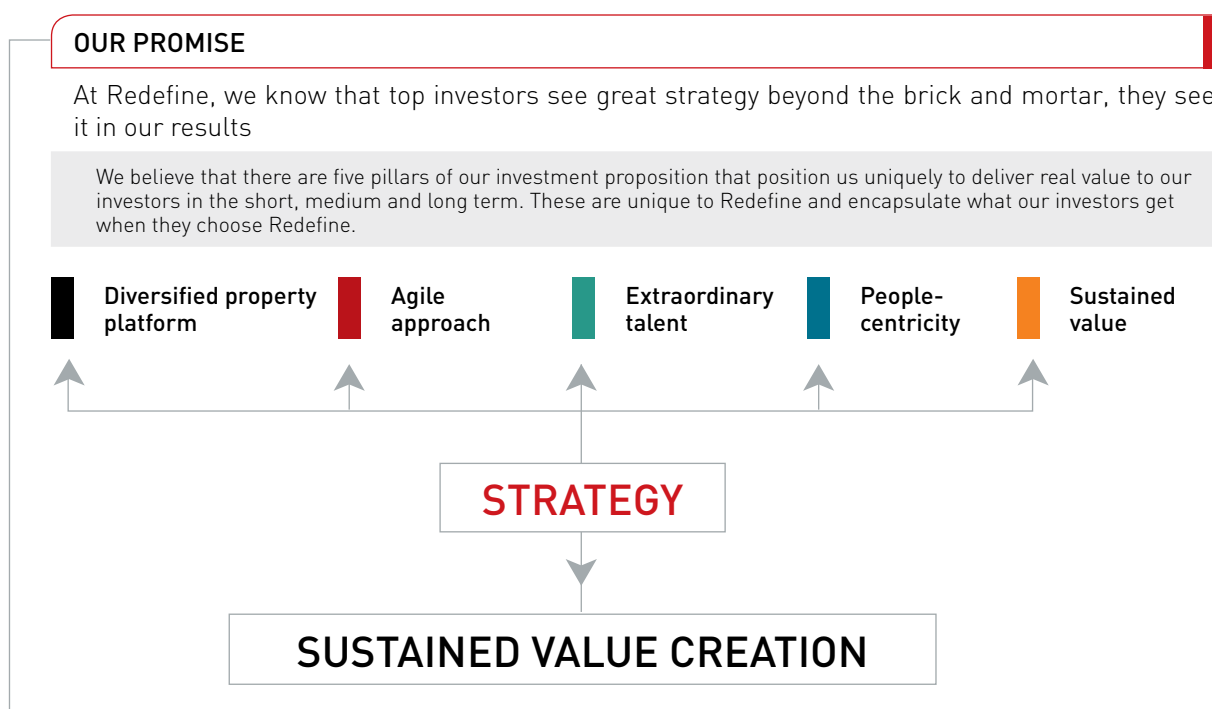 OUR PROMISE
At Redefine, we know that top investors see great strategy beyond the brick and mortar, they see
it in our results
We believe that there are five pillars of our investment proposition that position us uniquely to deliver real value to our
investors in the short, medium and long term. These are unique to Redefine and encapsulate what our investors get
when they choose Redefine.
Diversified property
platform
Agile
approach
Extraordinary
talent
People-
centricity
Sustained
value
STRATEGY
SUSTAINED VALUE CREATION